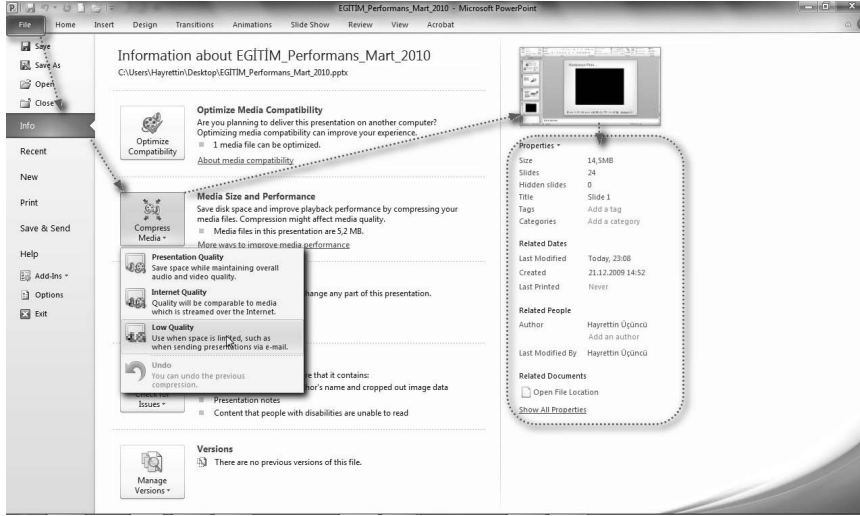 EGİTİM_Performans_Mart_2010 - Microsoft PowerPoint
File Home Insert Design Transitions Animations Slide Show Review View Acrobat
Save
Save As
Open
Close
Info
Recent
New
Print
Save & Send
Help
Add-Ins
Options
Exit
Information about EGİTİM_Performans_Mart_2010
C:\Users\Hayrettin\Desktop\EGİTİM_Performans_Mart_2010.pptx
Optimize Compatibility
Optimize Media Compatibility
Are you planning to deliver this presentation on another computer?
Optimizing media compatibility can improve your experience.
1 media file can be optimized.
About media compatibility
Compress Media
Media Size and Performance
Save disk space and improve playback performance by compressing your
media files. Compression might affect media quality.
Media files in this presentation are 5,2 MB.
More ways to improve media performance
Presentation Quality
Save space while maintaining overall
audio and video quality.
Internet Quality
Quality will be comparable to media
which is streamed over the Internet.
Low Quality
Use when space is limited, such as
when sending presentations via e-mail.
Undo
You can undo the previous
compression.
hange any part of this presentation.
re that it contains:
hor's name and cropped out image data
Presentation notes
Content that people with disabilities are unable to read
Check for
Issues
Manage
Versions
Versions
There are no previous versions of this file.
Properties
Size 14,5MB
Slides 24
Hidden slides 0
Title Slide 1
Tags Add a tag
Categories Add a category
Related Dates
Last Modified Today, 23:08
Created 21.12.2009 14:52
Last Printed Never
Related People
Author Hayrettin Üçüncü
Add an author
Last Modified By Hayrettin Üçüncü
Related Documents
Open File Location
Show All Properties